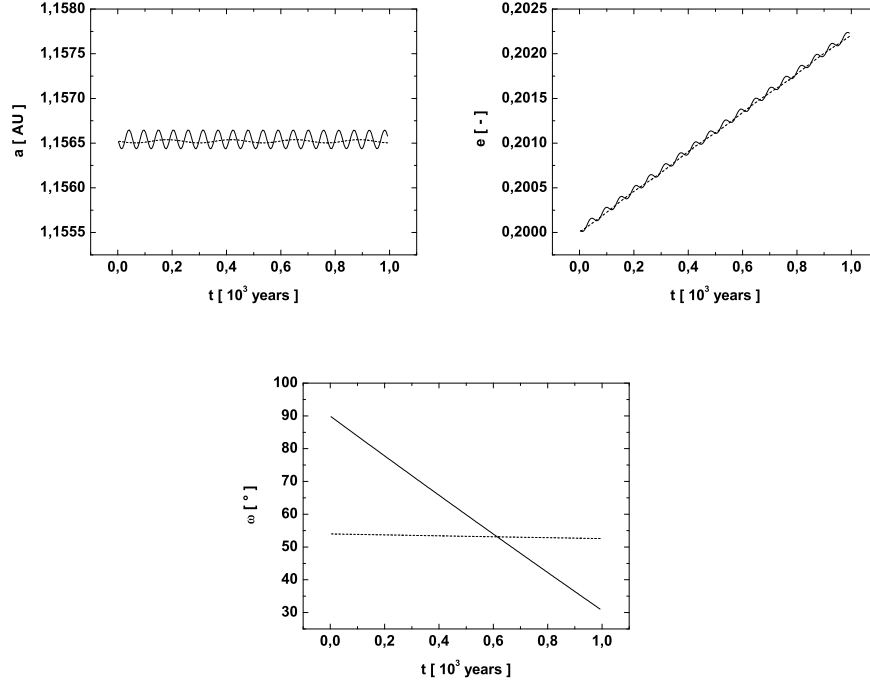 1,1580
1,1575
1,1570
1,1565
1,1560
1,1555
a [ AU ]
0,0 0,2 0,4 0,6 0,8 1,0
t [ 10³ years ]
0,2025
0,2020
0,2015
0,2010
0,2005
0,2000
e [ - ]
0,0 0,2 0,4 0,6 0,8 1,0
t [ 10³ years ]
100
90
80
70
60
50
40
30
ω [ ° ]
0,0 0,2 0,4 0,6 0,8 1,0
t [ 10³ years ]